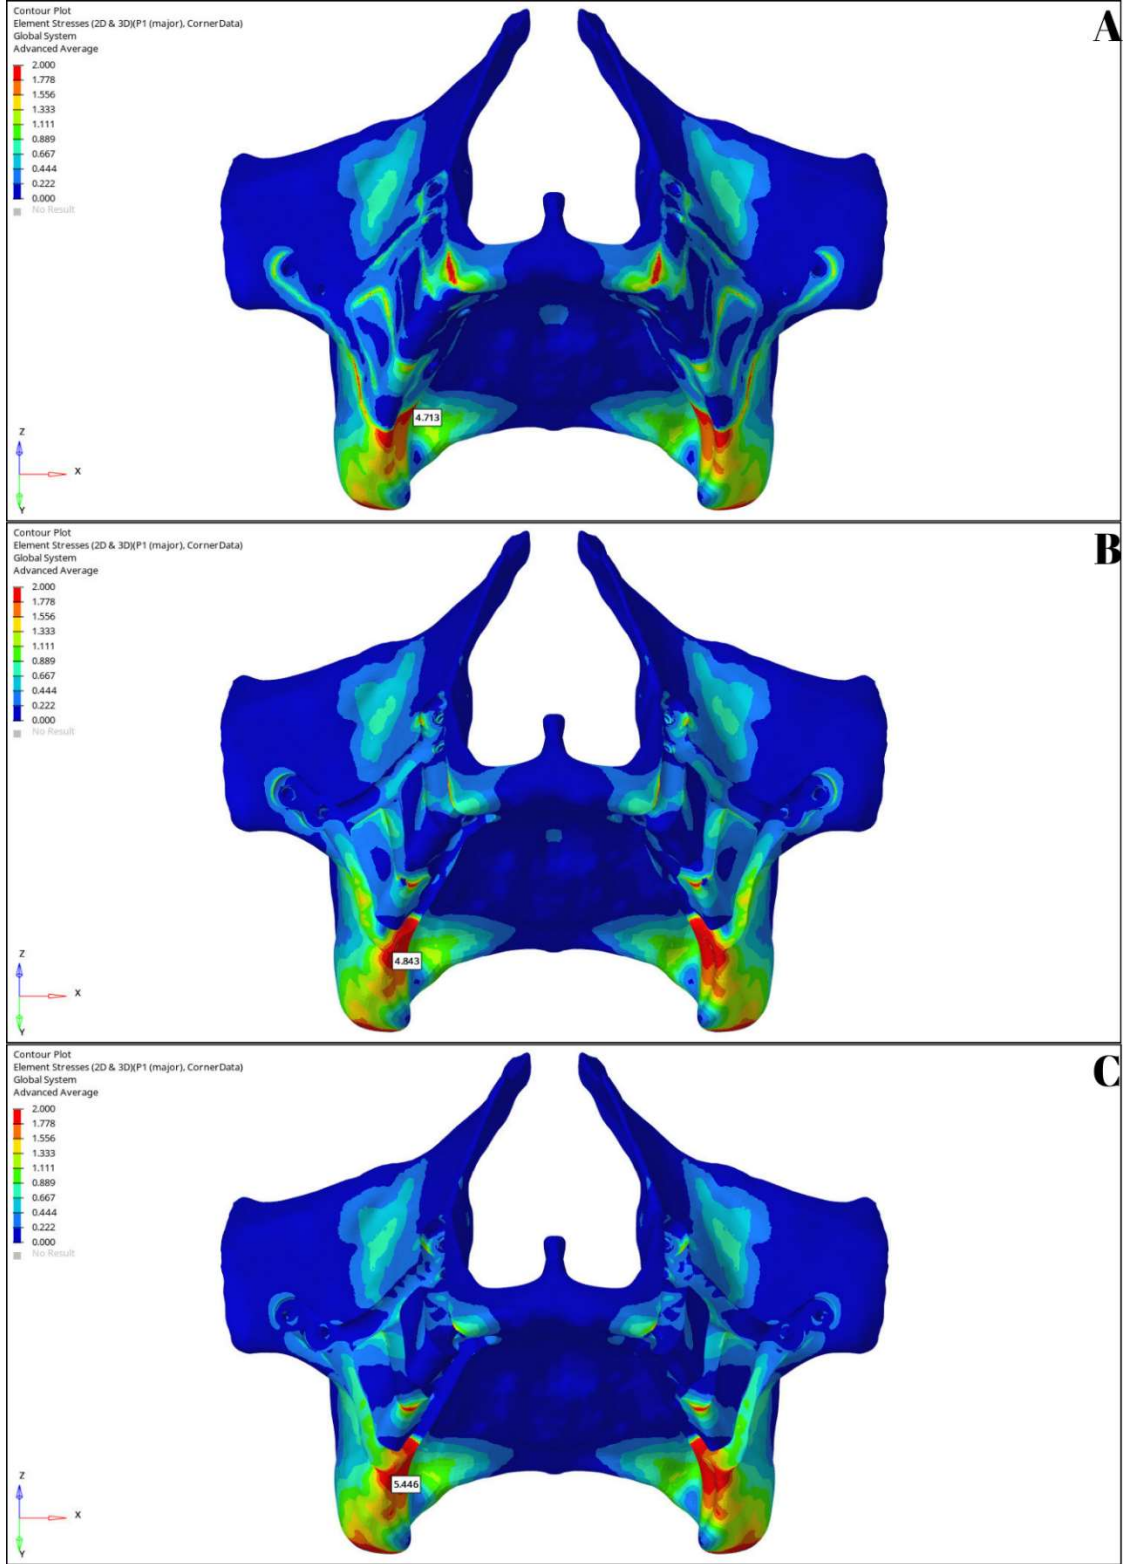 Contour Plot
Element Stresses (2D & 3D)(P1 (major), CornerData)
Global System
Advanced Average
2.000
1.778
1.556
1.333
1.111
0.889
0.667
0.444
0.222
0.000
No Result
A
4.713
Z
X
Y
Contour Plot
Element Stresses (2D & 3D)(P1 (major), CornerData)
Global System
Advanced Average
2.000
1.778
1.556
1.333
1.111
0.889
0.667
0.444
0.222
0.000
No Result
B
4.843
Z
X
Y
Contour Plot
Element Stresses (2D & 3D)(P1 (major), CornerData)
Global System
Advanced Average
2.000
1.778
1.556
1.333
1.111
0.889
0.667
0.444
0.222
0.000
No Result
C
5.446
Z
X
Y